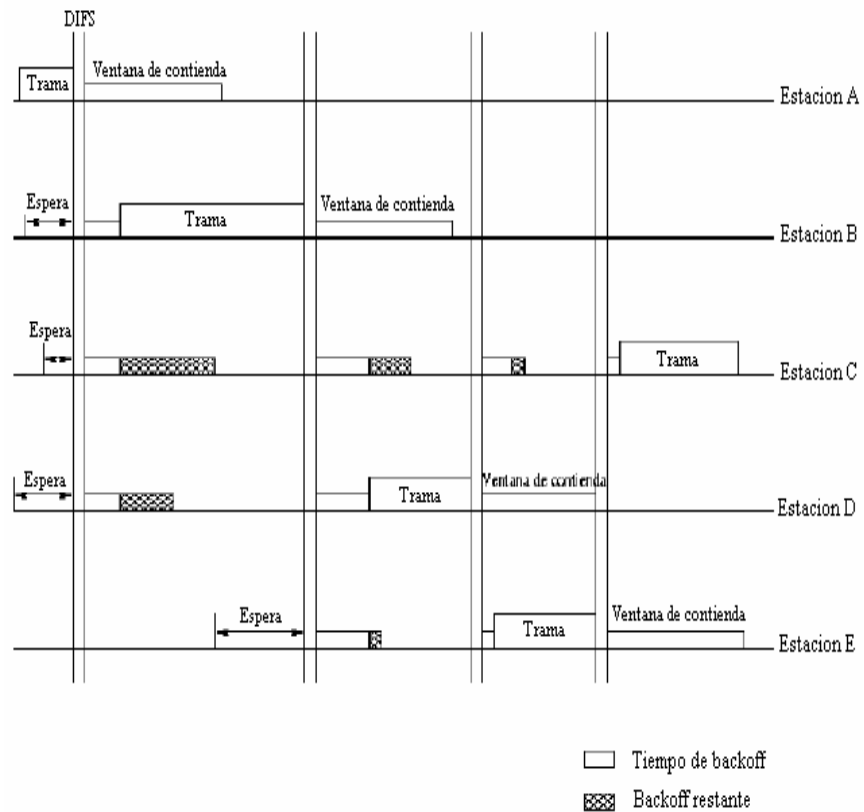 DIFS
Ventana de contienda
Trama
Estacion A
Espera
Trama
Ventana de contienda
Estacion B
Espera
Trama
Estacion C
Espera
Trama
Ventana de contienda
Estacion D
Espera
Trama
Ventana de contienda
Estacion E
Tiempo de backoff
Backoff restante